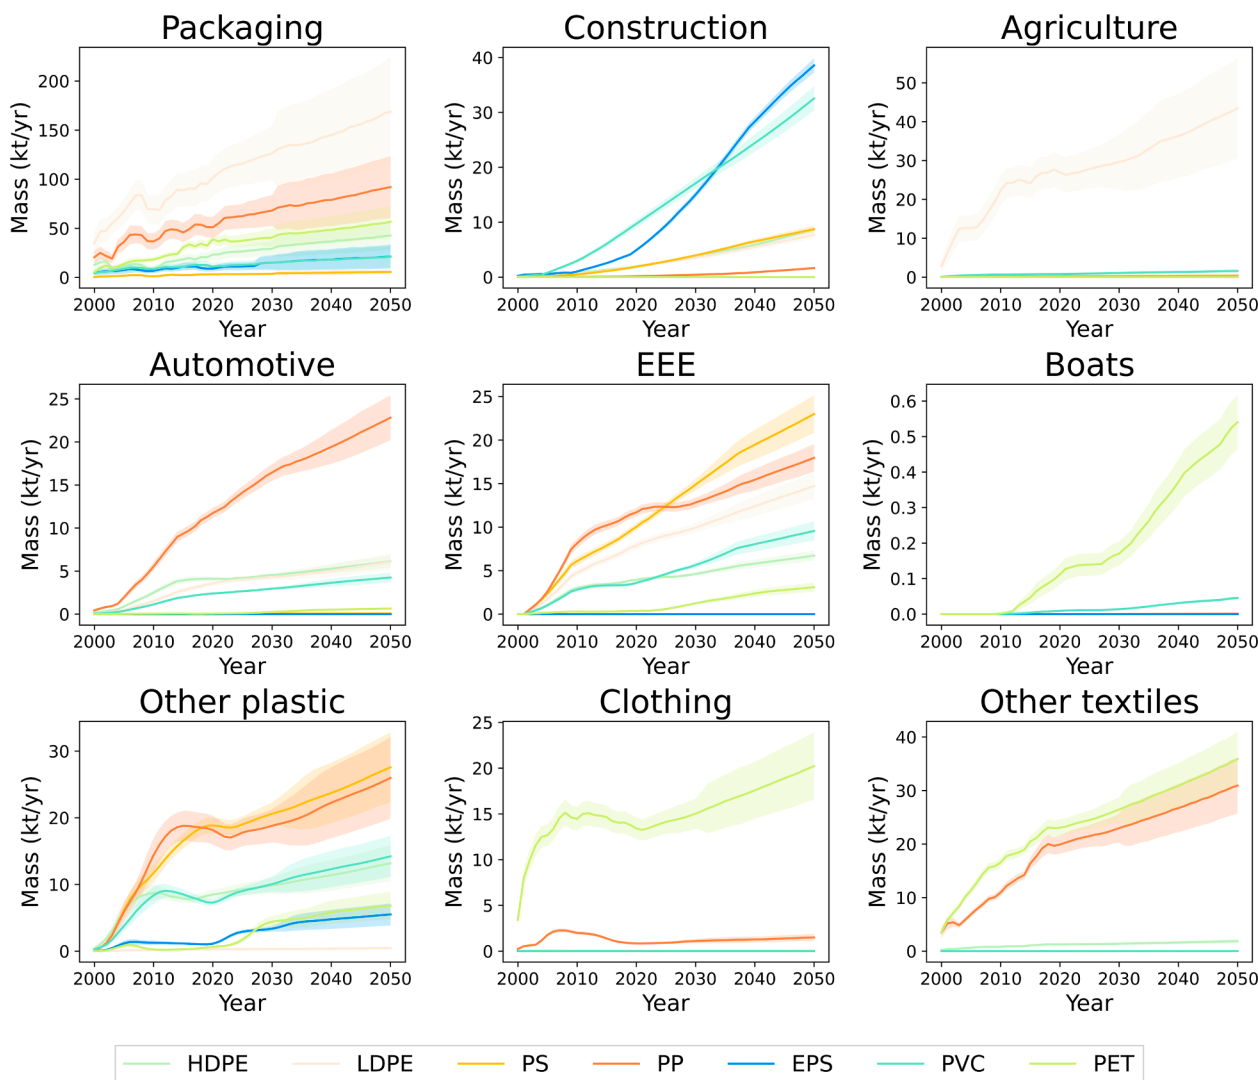 Packaging Construction Agriculture
Mass (kt/yr) 200 150 100 50 0
2000 2010 2020 2030 2040 2050
Year
Mass (kt/yr) 40 30 20 10 0
2000 2010 2020 2030 2040 2050
Year
Mass (kt/yr) 50 40 30 20 10 0
2000 2010 2020 2030 2040 2050
Year
Automotive EEE Boats
Mass (kt/yr) 25 20 15 10 5 0
2000 2010 2020 2030 2040 2050
Year
Mass (kt/yr) 25 20 15 10 5 0
2000 2010 2020 2030 2040 2050
Year
Mass (kt/yr) 0.6 0.5 0.4 0.3 0.2 0.1 0.0
2000 2010 2020 2030 2040 2050
Year
Other plastic Clothing Other textiles
Mass (kt/yr) 30 20 10 0
2000 2010 2020 2030 2040 2050
Year
Mass (kt/yr) 25 20 15 10 5 0
2000 2010 2020 2030 2040 2050
Year
Mass (kt/yr) 40 30 20 10 0
2000 2010 2020 2030 2040 2050
Year
HDPE LDPE PS PP EPS PVC PET